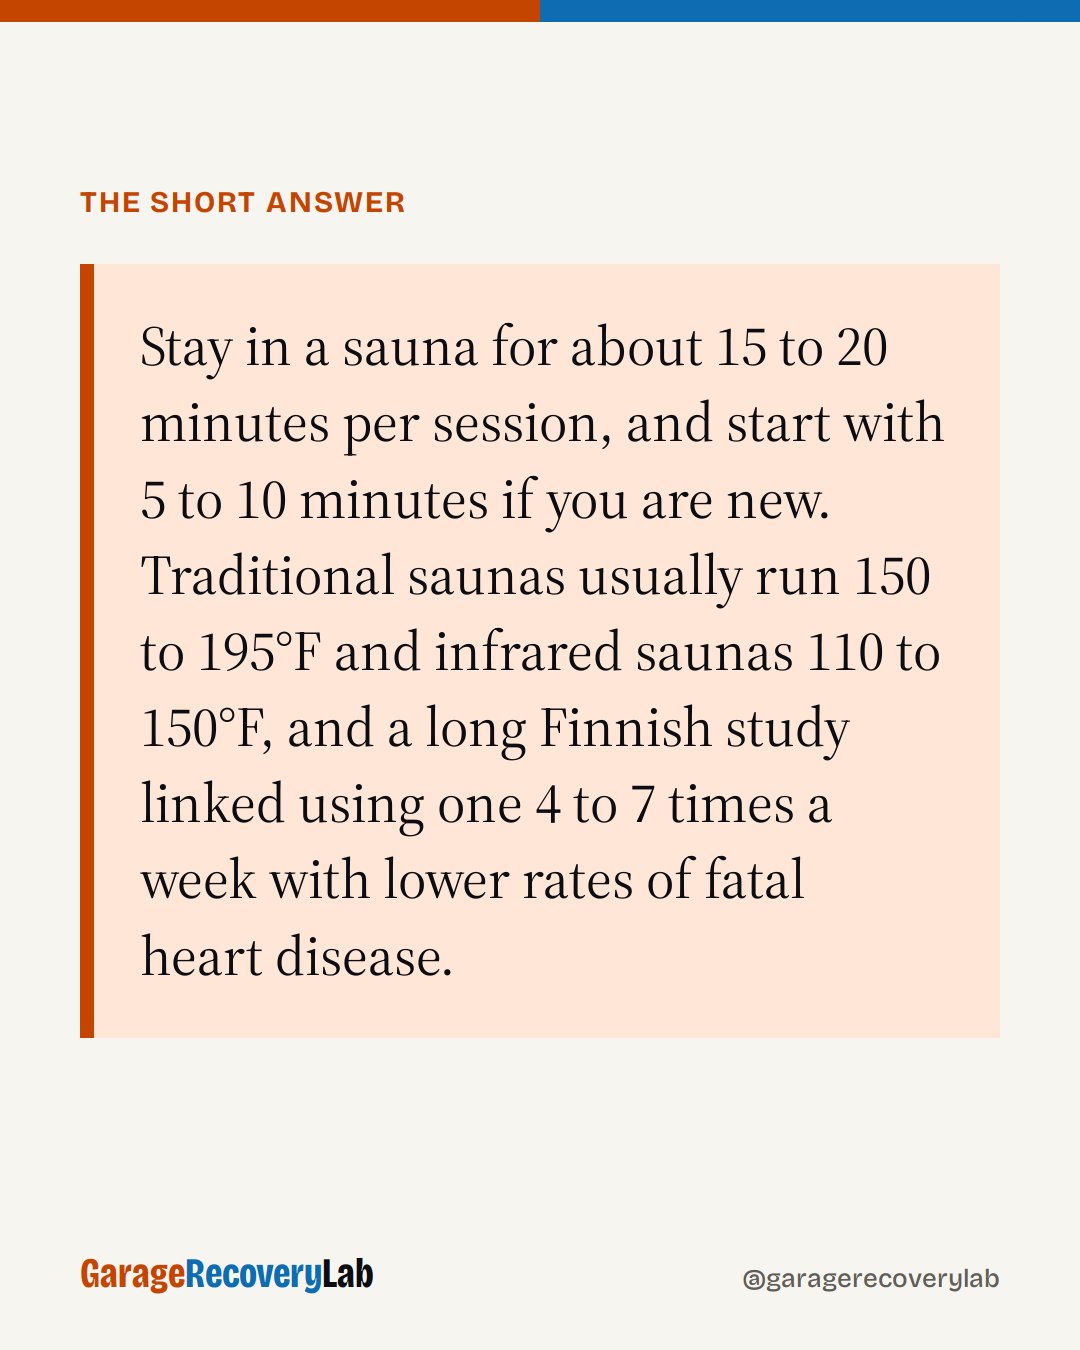 THE SHORT ANSWER
Stay in a sauna for about 15 to 20
minutes per session, and start with
5 to 10 minutes if you are new.
Traditional saunas usually run 150
to 195°F and infrared saunas 110 to
150°F, and a long Finnish study
linked using one 4 to 7 times a
week with lower rates of fatal
heart disease.
GarageRecoveryLab
@garagerecoverylab